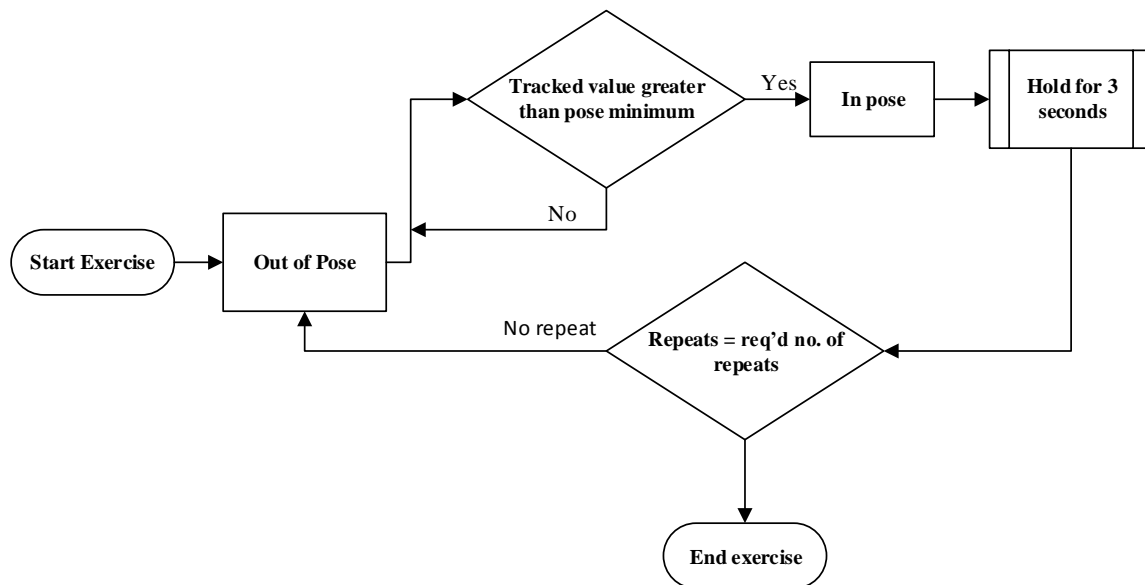 Tracked value greater
than pose minimum
Yes
In pose
Hold for 3
seconds
No
Start Exercise
Out of Pose
No repeat
Repeats = req’d no. of
repeats
End exercise